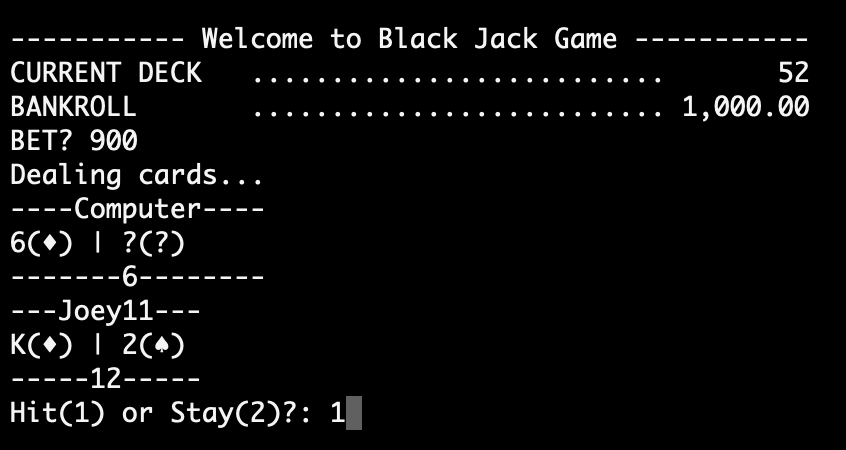 ----------- Welcome to Black Jack Game -----------
CURRENT DECK   ..........................       52
BANKROLL       .......................... 1,000.00
BET? 900
Dealing cards...
----Computer----
6(♦) | ?(?)
-------6--------
---Joey11---
K(♦) | 2(♠)
-----12-----
Hit(1) or Stay(2)?: 1